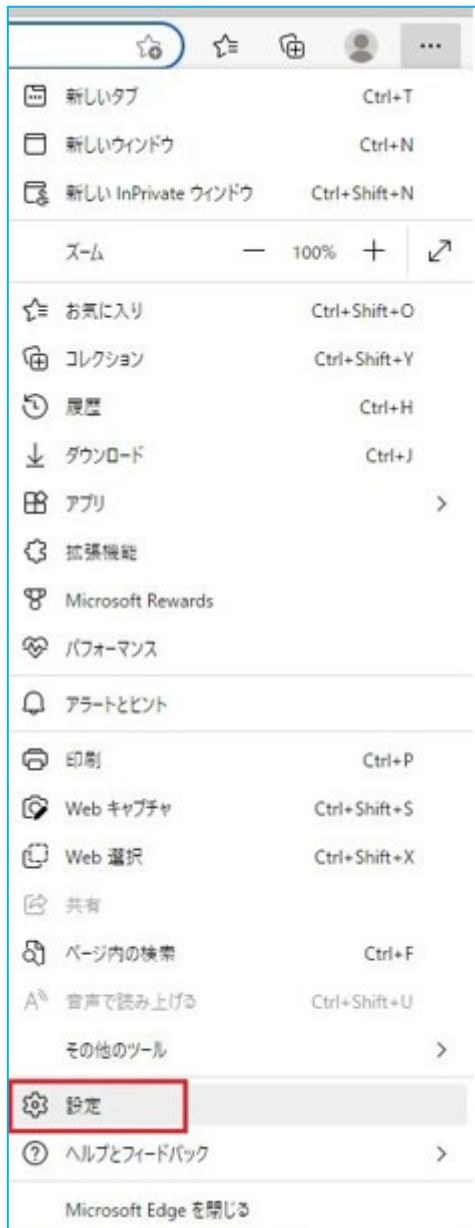 新しいタブ Ctrl+T
新しいウィンドウ Ctrl+N
新しい InPrivate ウィンドウ Ctrl+Shift+N
ズーム — 100% +
お気に入り Ctrl+Shift+O
コレクション Ctrl+Shift+Y
履歴 Ctrl+H
ダウンロード Ctrl+J
アプリ
拡張機能
Microsoft Rewards
パフォーマンス
アラートとヒント
印刷 Ctrl+P
Web キャプチャ Ctrl+Shift+S
Web 選択 Ctrl+Shift+X
共有
ページ内の検索 Ctrl+F
音声で読み上げる Ctrl+Shift+U
その他のツール
設定
ヘルプとフィードバック
Microsoft Edge を閉じる